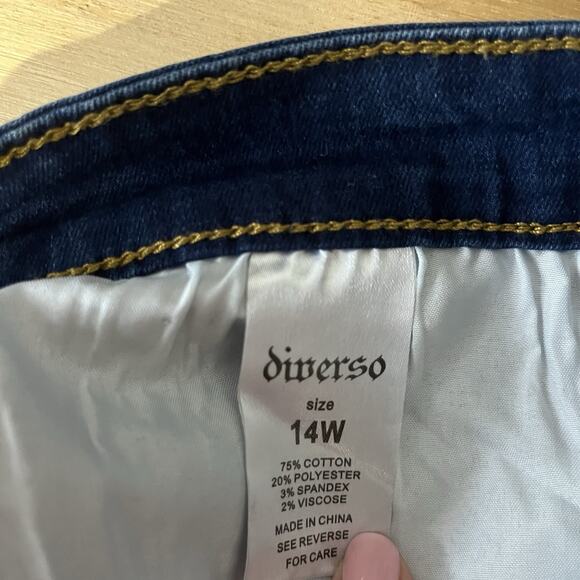 diverso
size
14W
75% COTTON
20% POLYESTER
3% SPANDEX
2% VISCOSE
MADE IN CHINA
SEE REVERSE
FOR CARE